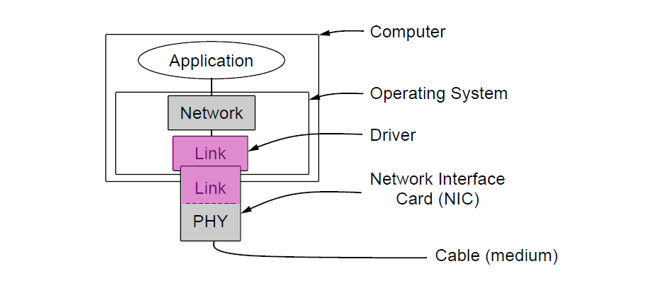 Computer
Application
Operating System
Network
Driver
Link
Link
Network Interface
Card (NIC)
PHY
Cable (medium)